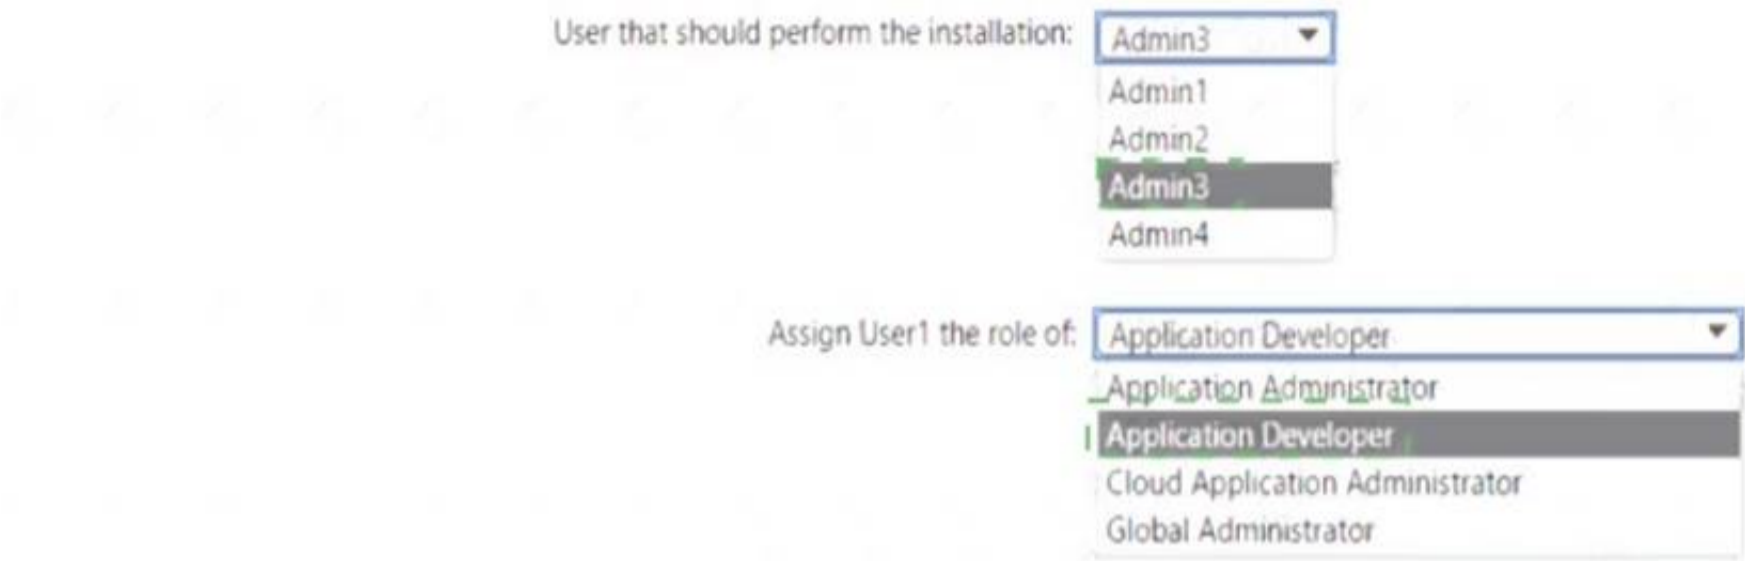 User that should perform the installation: Admin3
Admin1
Admin2
Admin3
Admin4
Assign User1 the role of: Application Developer
Application Administrator
Application Developer
Cloud Application Administrator
Global Administrator